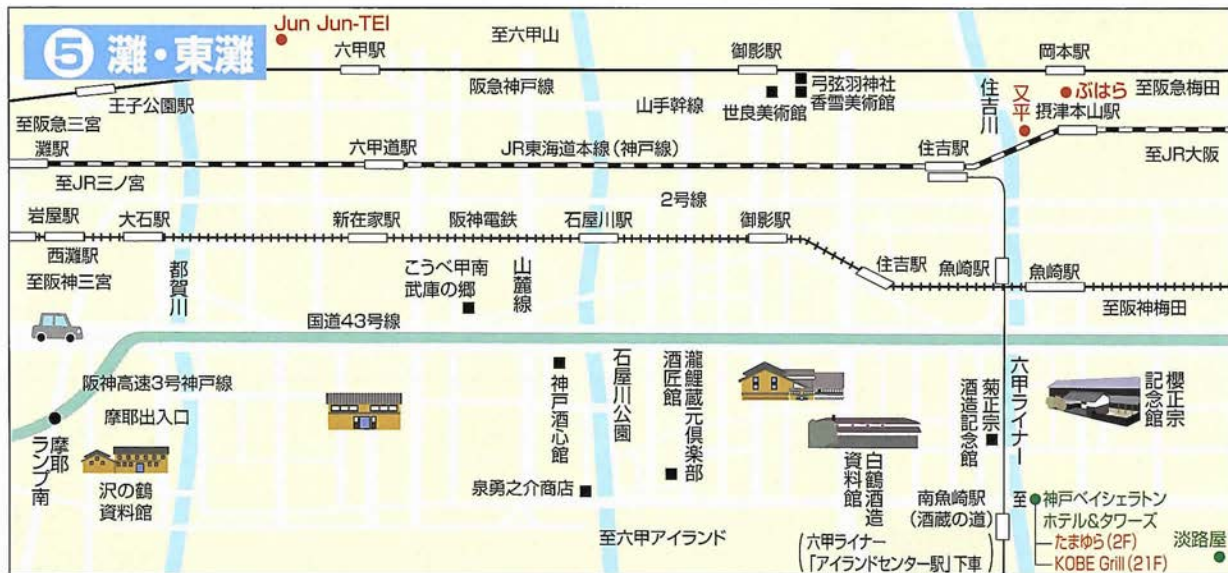 ⑤ 灘・東灘
Jun Jun-TEI
六甲駅
至六甲山
御影駅
岡本駅
王子公園駅
阪急神戸線
山手幹線
世良美術館
弓弦羽神社
香雪美術館
住吉川
又平
ぶはら
摂津本山駅
至阪急梅田
至阪急三宮
灘駅
六甲道駅
JR東海道本線(神戸線)
住吉駅
至JR大阪
至JR三ノ宮
2号線
岩屋駅
大石駅
新在家駅
阪神電鉄
石屋川駅
御影駅
西灘駅
至阪神三宮
都賀川
こうべ甲南
武庫の郷
山麓線
住吉駅
魚崎駅
魚崎駅
至阪神梅田
国道43号線
阪神高速3号神戸線
摩耶出入口
摩耶
ランプ南
沢の鶴
資料館
神戸酒心館
石屋川公園
瀧鯉蔵元倶楽部
酒匠館
泉勇之介商店
至六甲アイランド
白鶴酒造
資料館
菊正宗
酒造記念館
六甲ライナー
櫻正宗
記念館
南魚崎駅
(酒蔵の道)
(六甲ライナー
「アイランドセンター駅」下車)
至
神戸ベイシェラトン
ホテル&タワーズ
たまゆら(2F)
KOBE Grill(21F)
淡路屋